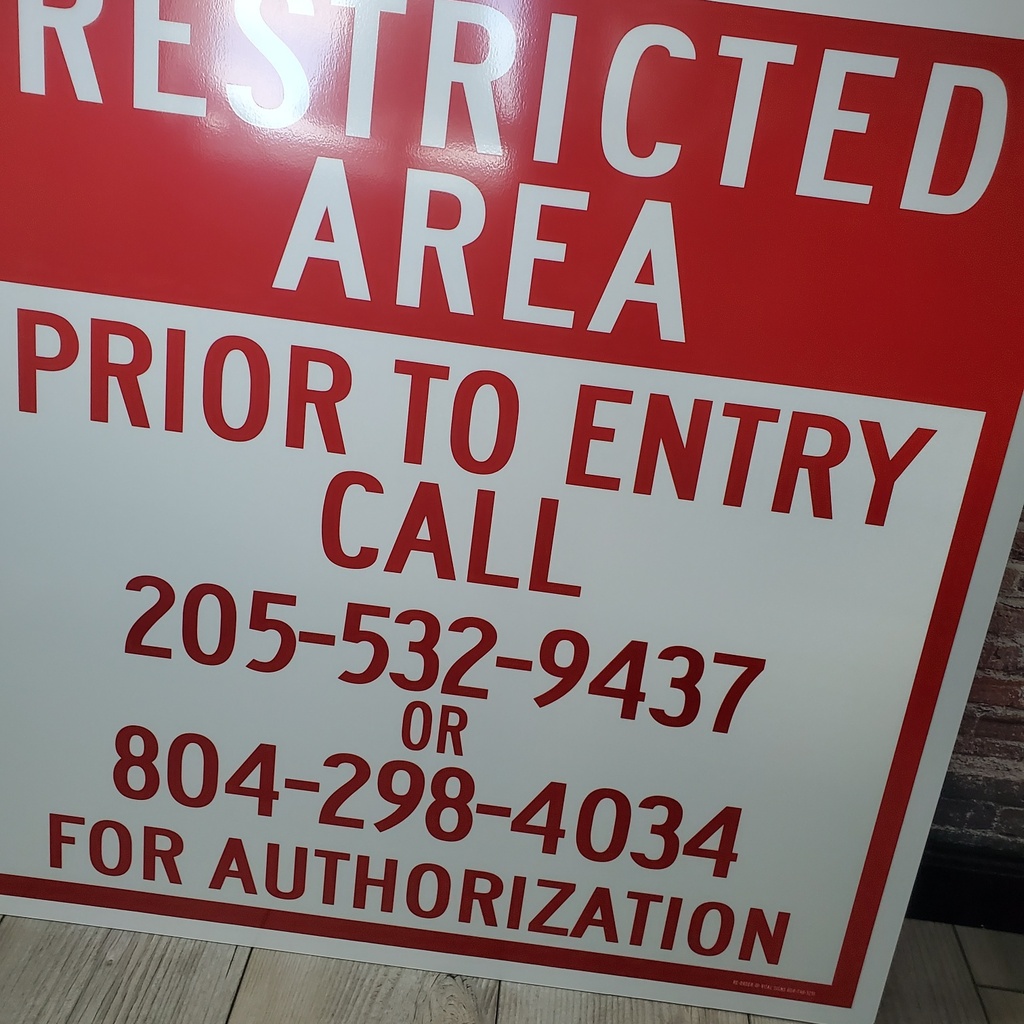 RESTRICTED
AREA
PRIOR TO ENTRY
CALL
205-532-9437
OR
804-298-4034
FOR AUTHORIZATION